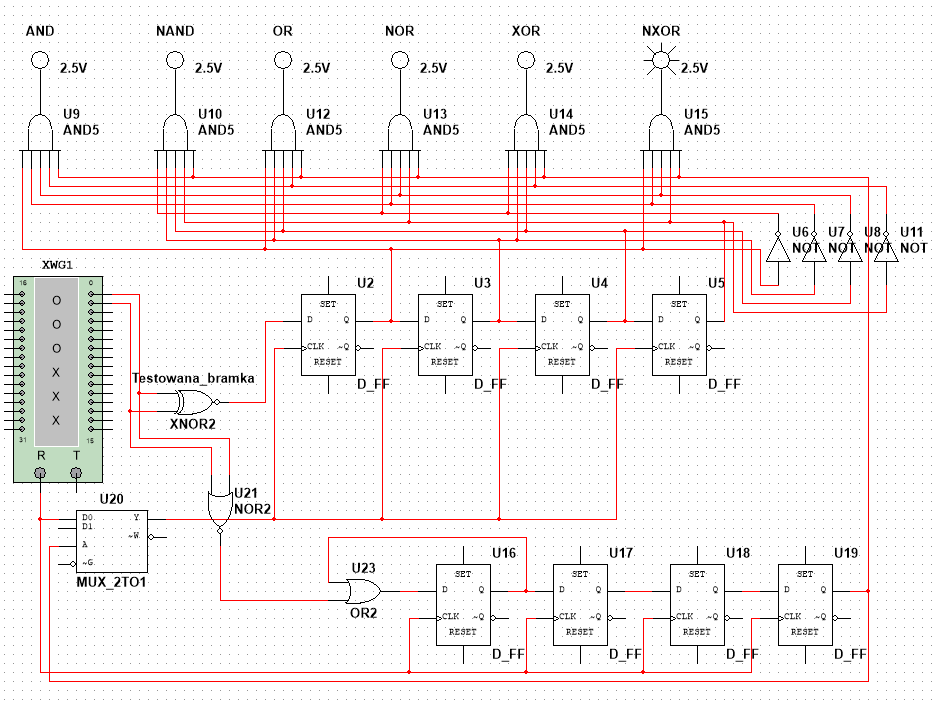 AND NAND OR NOR XOR NXOR
2.5V 2.5V 2.5V 2.5V 2.5V 2.5V
U9 U10 U12 U13 U14 U15
AND5 AND5 AND5 AND5 AND5 AND5
U6 U7 U8 U11
NOT NOT NOT NOT
XWG1
16 0
O
O
O
X
X
X
31 15
R T
U2 U3 U4 U5
SET SET SET SET
D Q D Q D Q D Q
CLK ~Q CLK ~Q CLK ~Q CLK ~Q
RESET RESET RESET RESET
D_FF D_FF D_FF D_FF
Testowana_bramka
XNOR2
U21
NOR2
U20
D0 Y
D1
~W
A
~G
MUX_2TO1
U23
OR2
U16 U17 U18 U19
SET SET SET SET
D Q D Q D Q D Q
CLK ~Q CLK ~Q CLK ~Q CLK ~Q
RESET RESET RESET RESET
D_FF D_FF D_FF D_FF